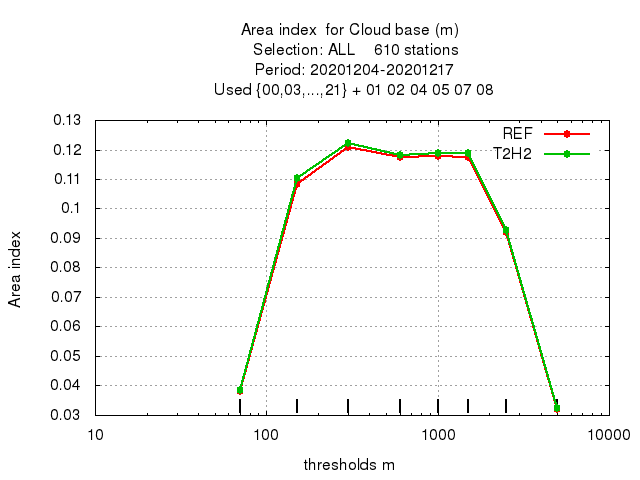 Area index  for Cloud base (m)
Selection: ALL    610 stations
Period: 20201204-20201217
Used {00,03,...,21} + 01 02 04 05 07 08
REF
T2H2
0.13
0.12
0.11
0.1
0.09
0.08
0.07
0.06
0.05
0.04
0.03
Area index
10
100
1000
10000
thresholds m